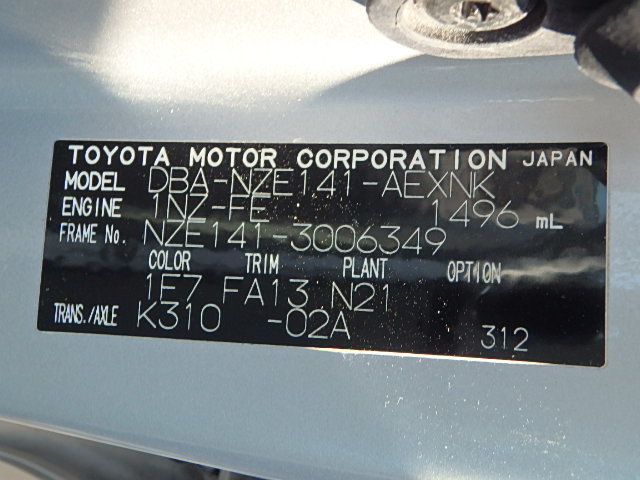 TOYOTA MOTOR CORPORATION JAPAN
MODEL DBA-NZE141-AEXNK
ENGINE 1NZ-FE 1496 mL
FRAME No. NZE141-3006349
COLOR TRIM PLANT OPTION
1E7 FA13 N21
TRANS./AXLE K310 -02A 312